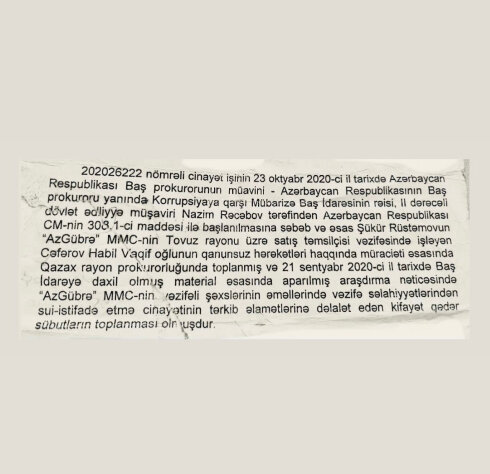 202026222 nömrəli cinayət işinin 23 oktyabr 2020-ci il tarixdə Azərbaycan
Respublikası Baş prokurorunun müavini - Azərbaycan Respublikasının Baş
prokuroru yanında Korrupsiyaya qarşı Mübarizə Baş İdarəsinin rəisi, II dərəcəli
dövlət ədliyyə müşaviri Nazim Rəcəbov tərəfindən Azərbaycan Respublikası
CM-nin 308.1-ci maddəsi ilə başlanılmasına səbəb və əsas Şükür Rüstəmovun
"AzGübrə" MMC-nin Tovuz rayonu üzrə satış təmsilçisi vəzifəsində işləyən
Cəfərov Habil Vaqif oğlunun qanunsuz hərəkətləri haqqında müraciəti əsasında
Qazax rayon prokurorluğunda toplanmış və 21 sentyabr 2020-ci il tarixdə Baş
İdarəyə daxil olmuş material əsasında aparılmış araşdırma nəticəsində
"AzGübrə" MMC-nin vəzifəli şəxslərinin əməllərində vəzifə səlahiyyətlərindən
sui-istifadə etmə cinayətinin tərkib əlamətlərinə dəlalət edən kifayət qədər
sübutların toplanması olmuşdur.